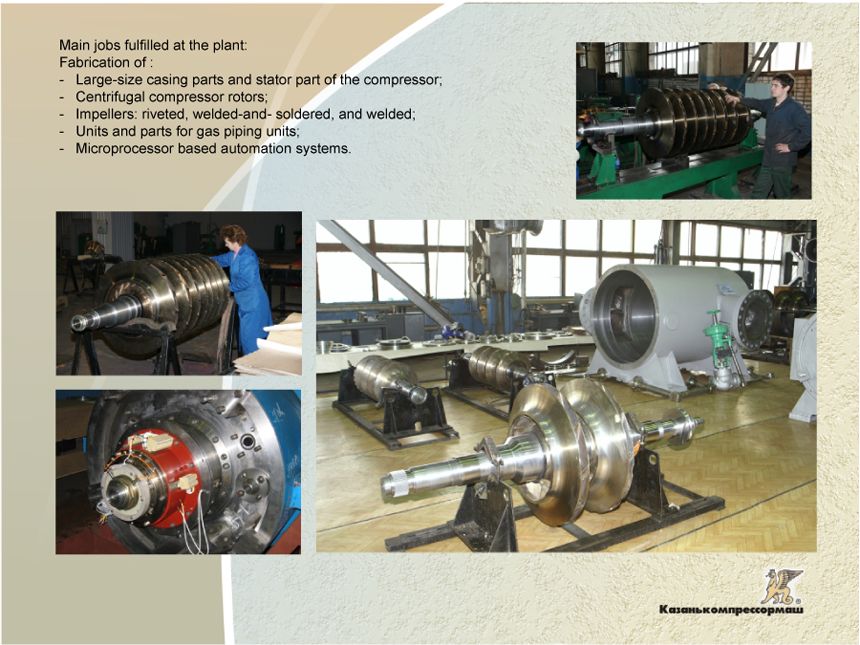 Main jobs fulfilled at the plant:
Fabrication of :
- Large-size casing parts and stator part of the compressor;
- Centrifugal compressor rotors;
- Impellers: riveted, welded-and- soldered, and welded;
- Units and parts for gas piping units;
- Microprocessor based automation systems.
Казанькомпрессормаш